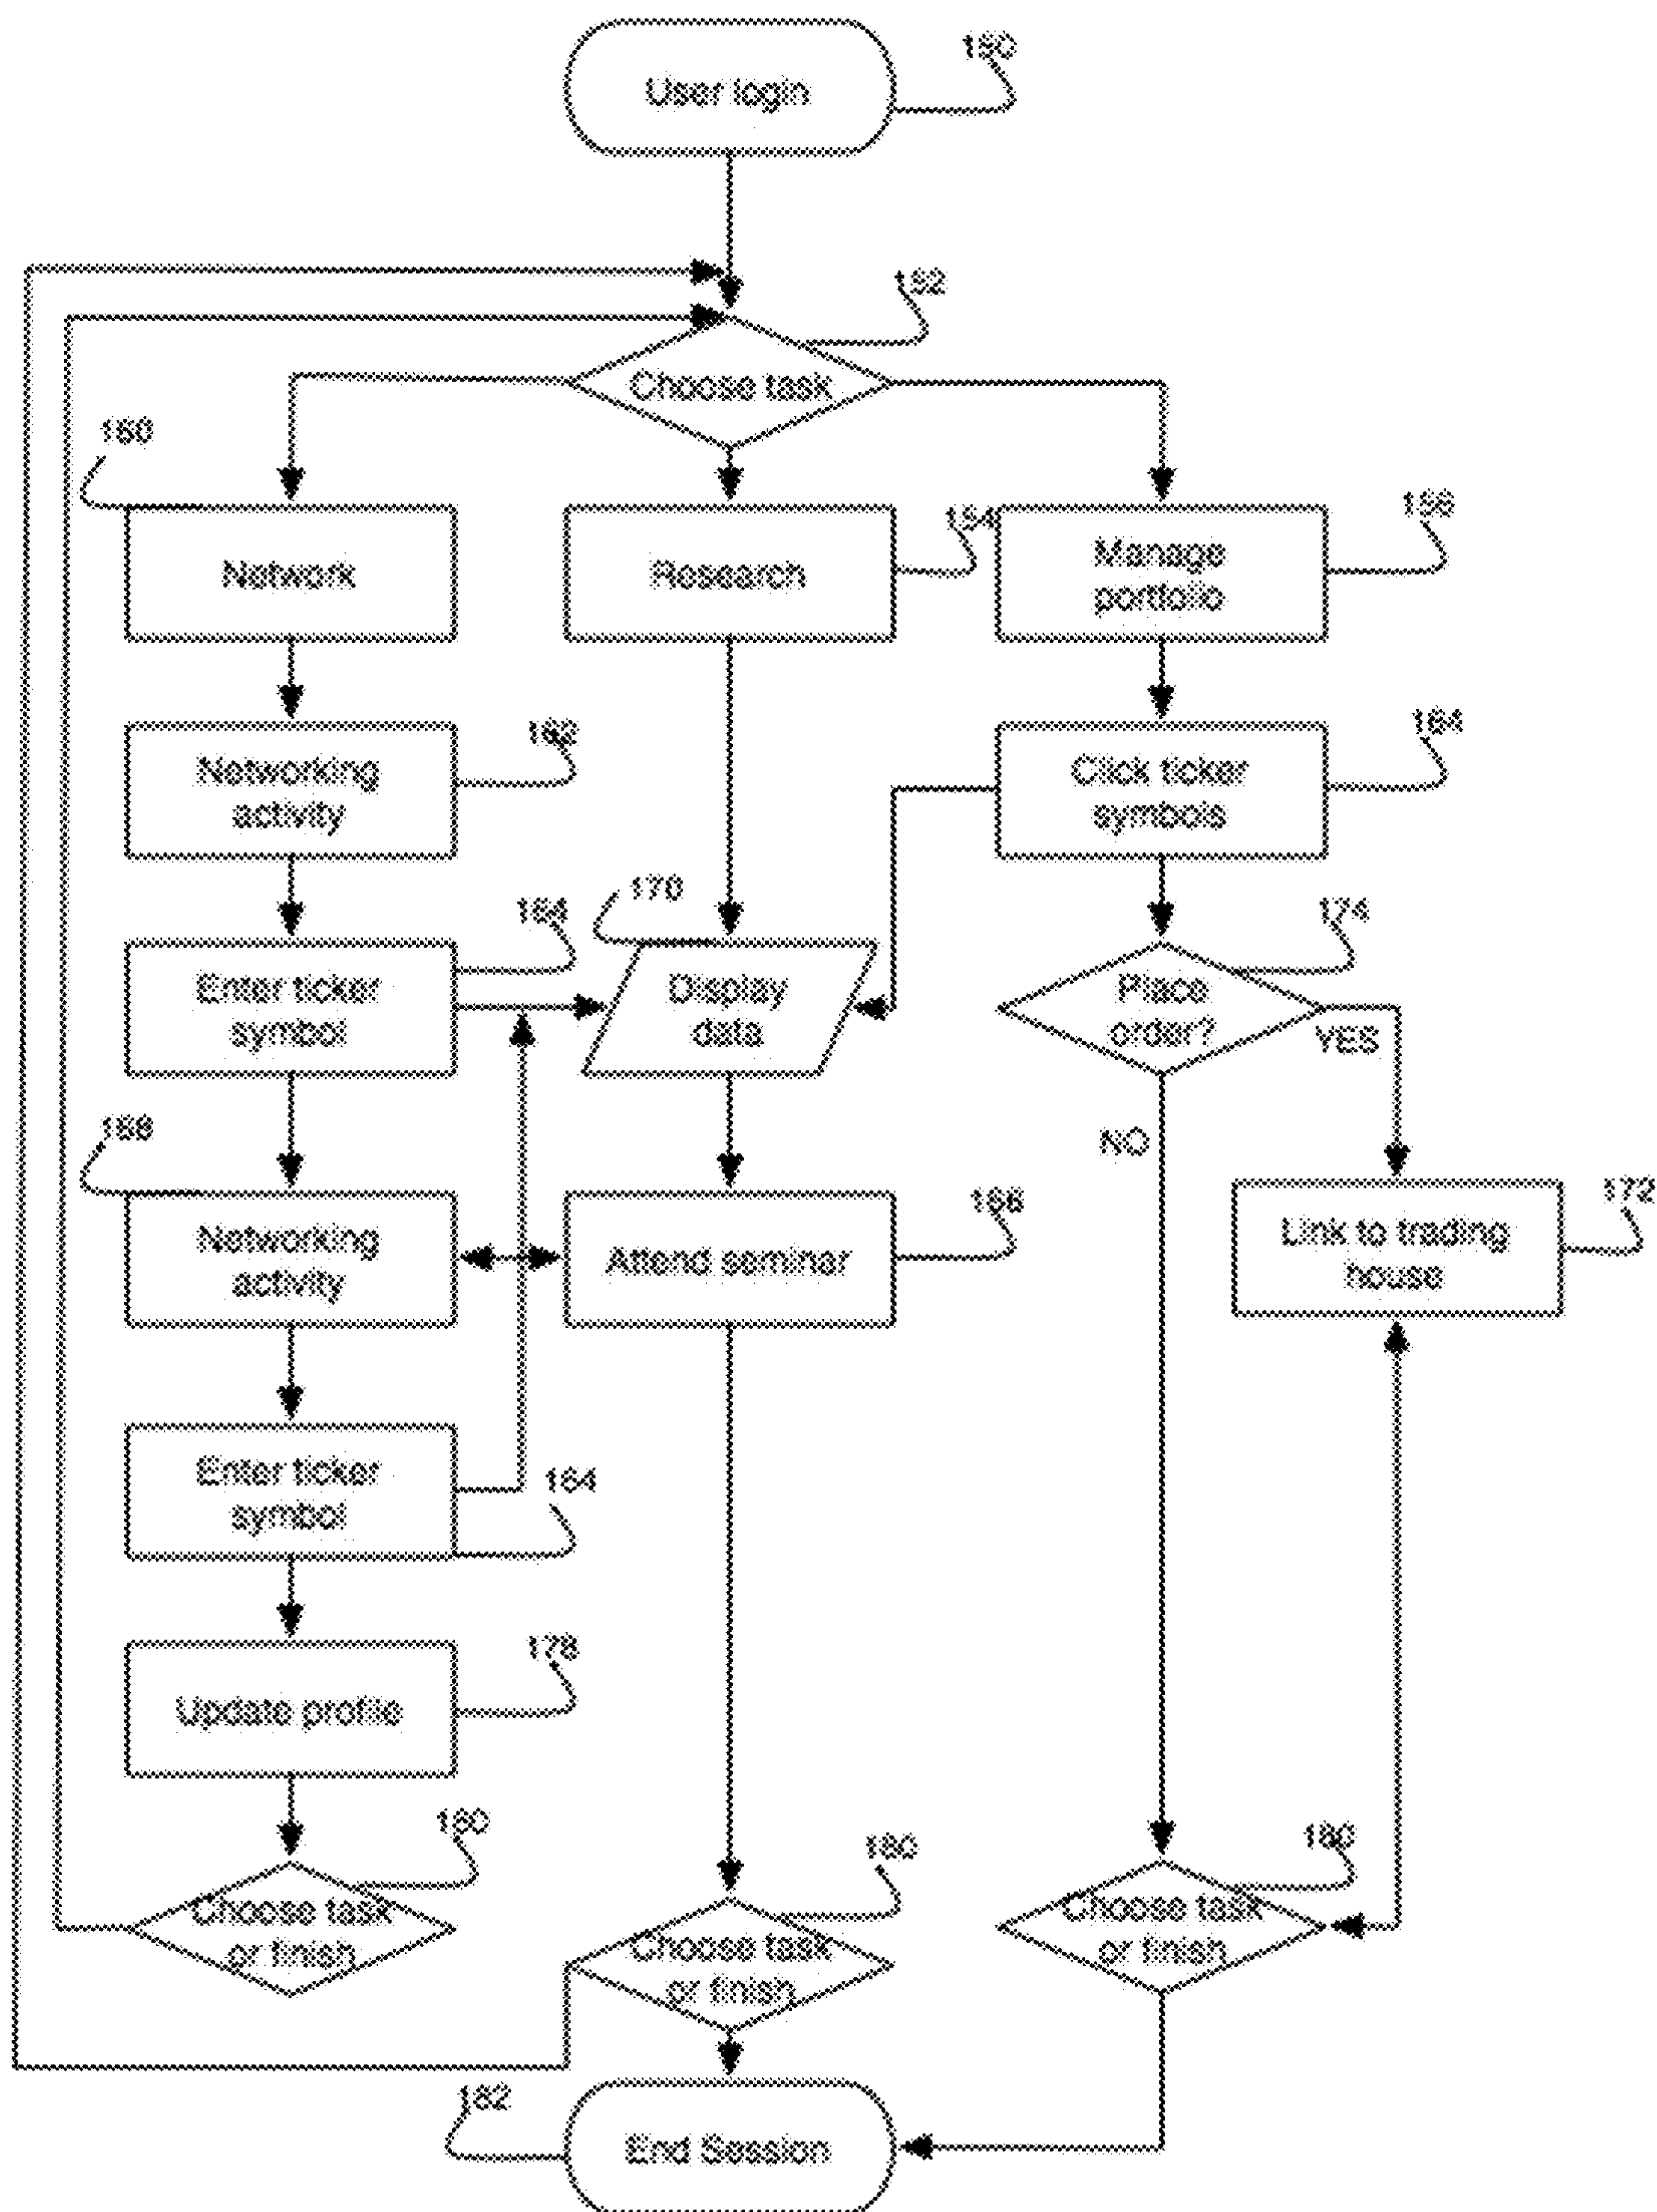 User login
150
152
Choose task
160
Network
Research
154
Manage
portfolio
156
Networking
activity
162
Click ticker
symbols
164
Enter ticker
symbol
164
170
Display
data
174
Place
order?
YES
NO
168
Networking
activity
Attend seminar
166
Link to trading
house
172
Enter ticker
symbol
164
Update profile
178
Choose task
or finish
180
Choose task
or finish
180
Choose task
or finish
180
182
End Session